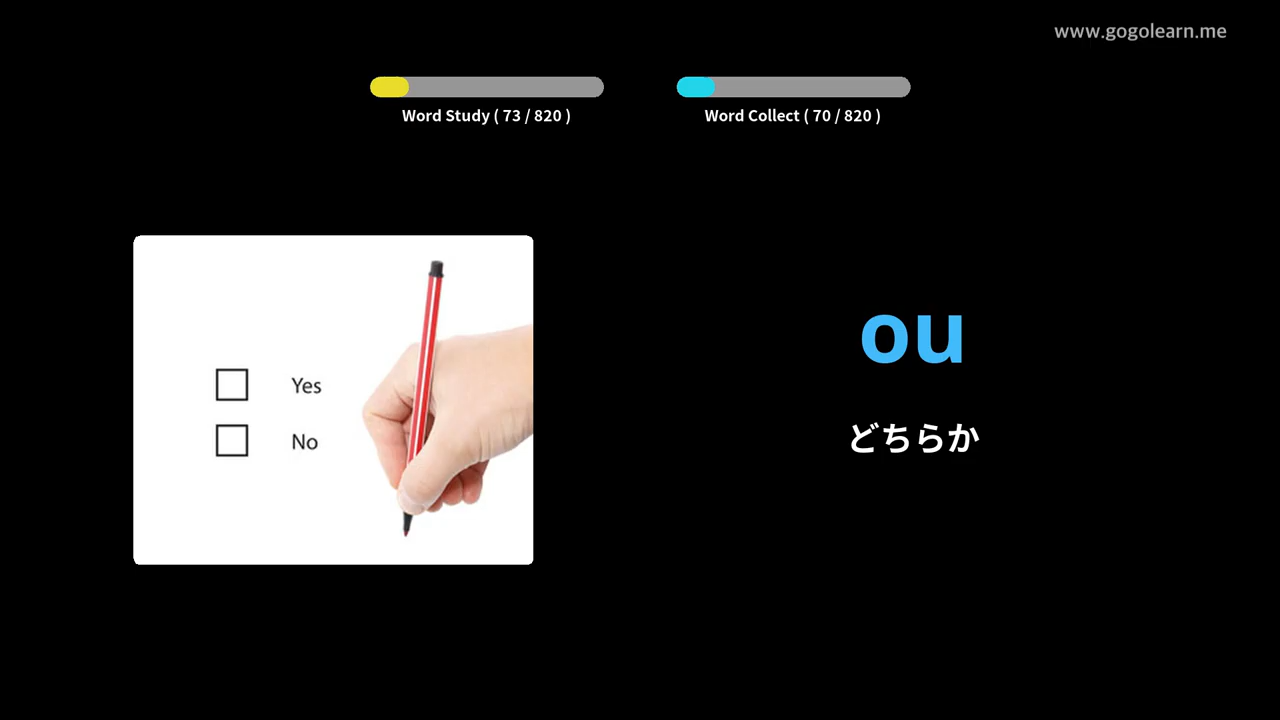 www.gogolearn.me
Word Study ( 73 / 820 )
Word Collect ( 70 / 820 )
Yes
No
ou
どちらか